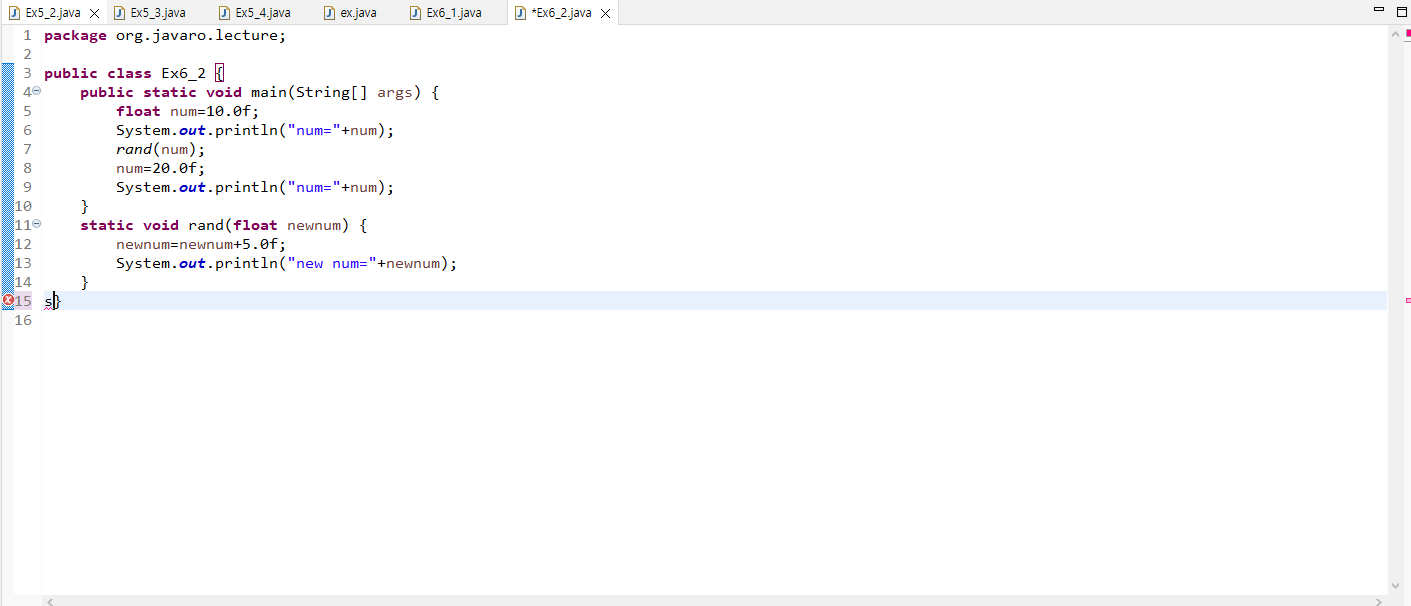 Ex5_2.java Ex5_3.java Ex5_4.java ex.java Ex6_1.java *Ex6_2.java
1 package org.javaro.lecture;
2
3 public class Ex6_2 {
4     public static void main(String[] args) {
5         float num=10.0f;
6         System.out.println("num="+num);
7         rand(num);
8         num=20.0f;
9         System.out.println("num="+num);
10     }
11     static void rand(float newnum) {
12         newnum=newnum+5.0f;
13         System.out.println("new num="+newnum);
14     }
15 s}
16